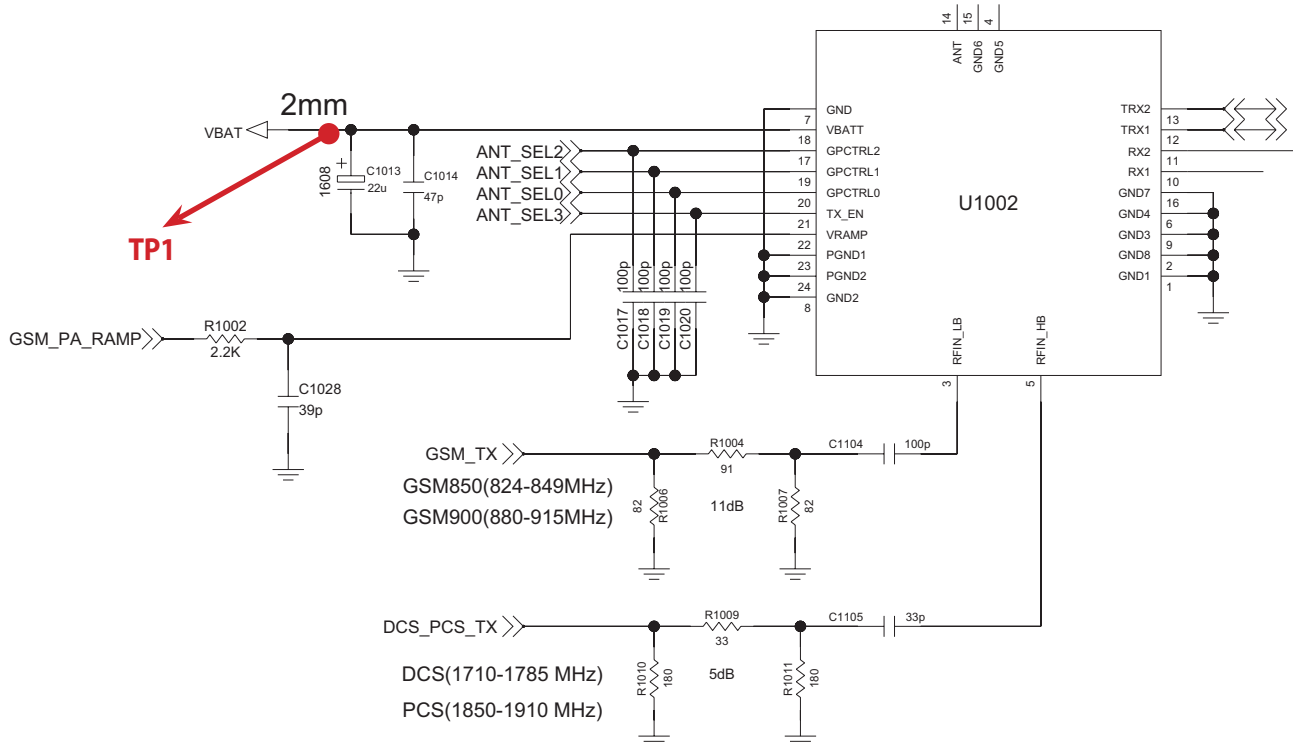 14 15 4
ANT GND6 GND5
2mm
VBAT
TP1
1608
+
C1013
22u
C1014
47p
ANT_SEL2
ANT_SEL1
ANT_SEL0
ANT_SEL3
GND
7
VBATT
18
GPCTRL2
17
GPCTRL1
19
GPCTRL0
20
TX_EN
21
VRAMP
22
PGND1
23
PGND2
24
GND2
8
U1002
TRX2
13
TRX1
12
RX2
11
RX1
10
GND7
16
GND4
6
GND3
9
GND8
2
GND1
1
100p 100p 100p 100p
C1017 C1018 C1019 C1020
GSM_PA_RAMP
R1002
2.2K
C1028
39p
RFIN_LB
3
RFIN_HB
5
GSM_TX
R1004
91
C1104
100p
GSM850(824-849MHz)
GSM900(880-915MHz)
82
R1006
11dB
R1007
82
DCS_PCS_TX
R1009
33
C1105
33p
DCS(1710-1785 MHz)
PCS(1850-1910 MHz)
R1010
180
5dB
R1011
180